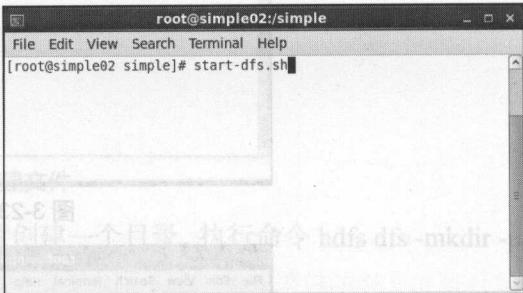 root@simple02:/simple
File Edit View Search Terminal Help
[root@simple02 simple]# start-dfs.sh
图 3-2
创建一个目录, 执行命令 hdfs dfs -mkdir -